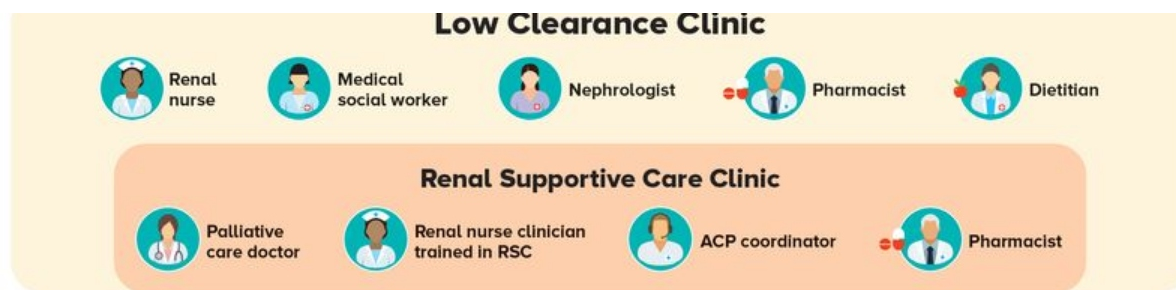 Low Clearance Clinic
Renal
nurse
Medical
social worker
Nephrologist
Pharmacist
Dietitian
Renal Supportive Care Clinic
Palliative
care doctor
Renal nurse clinician
trained in RSC
ACP coordinator
Pharmacist